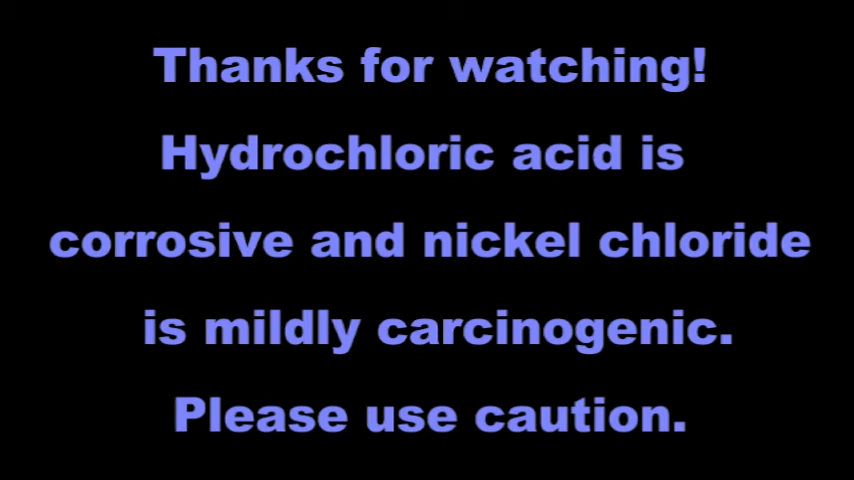 Thanks for watching!
Hydrochloric acid is
corrosive and nickel chloride
is mildly carcinogenic.
Please use caution.